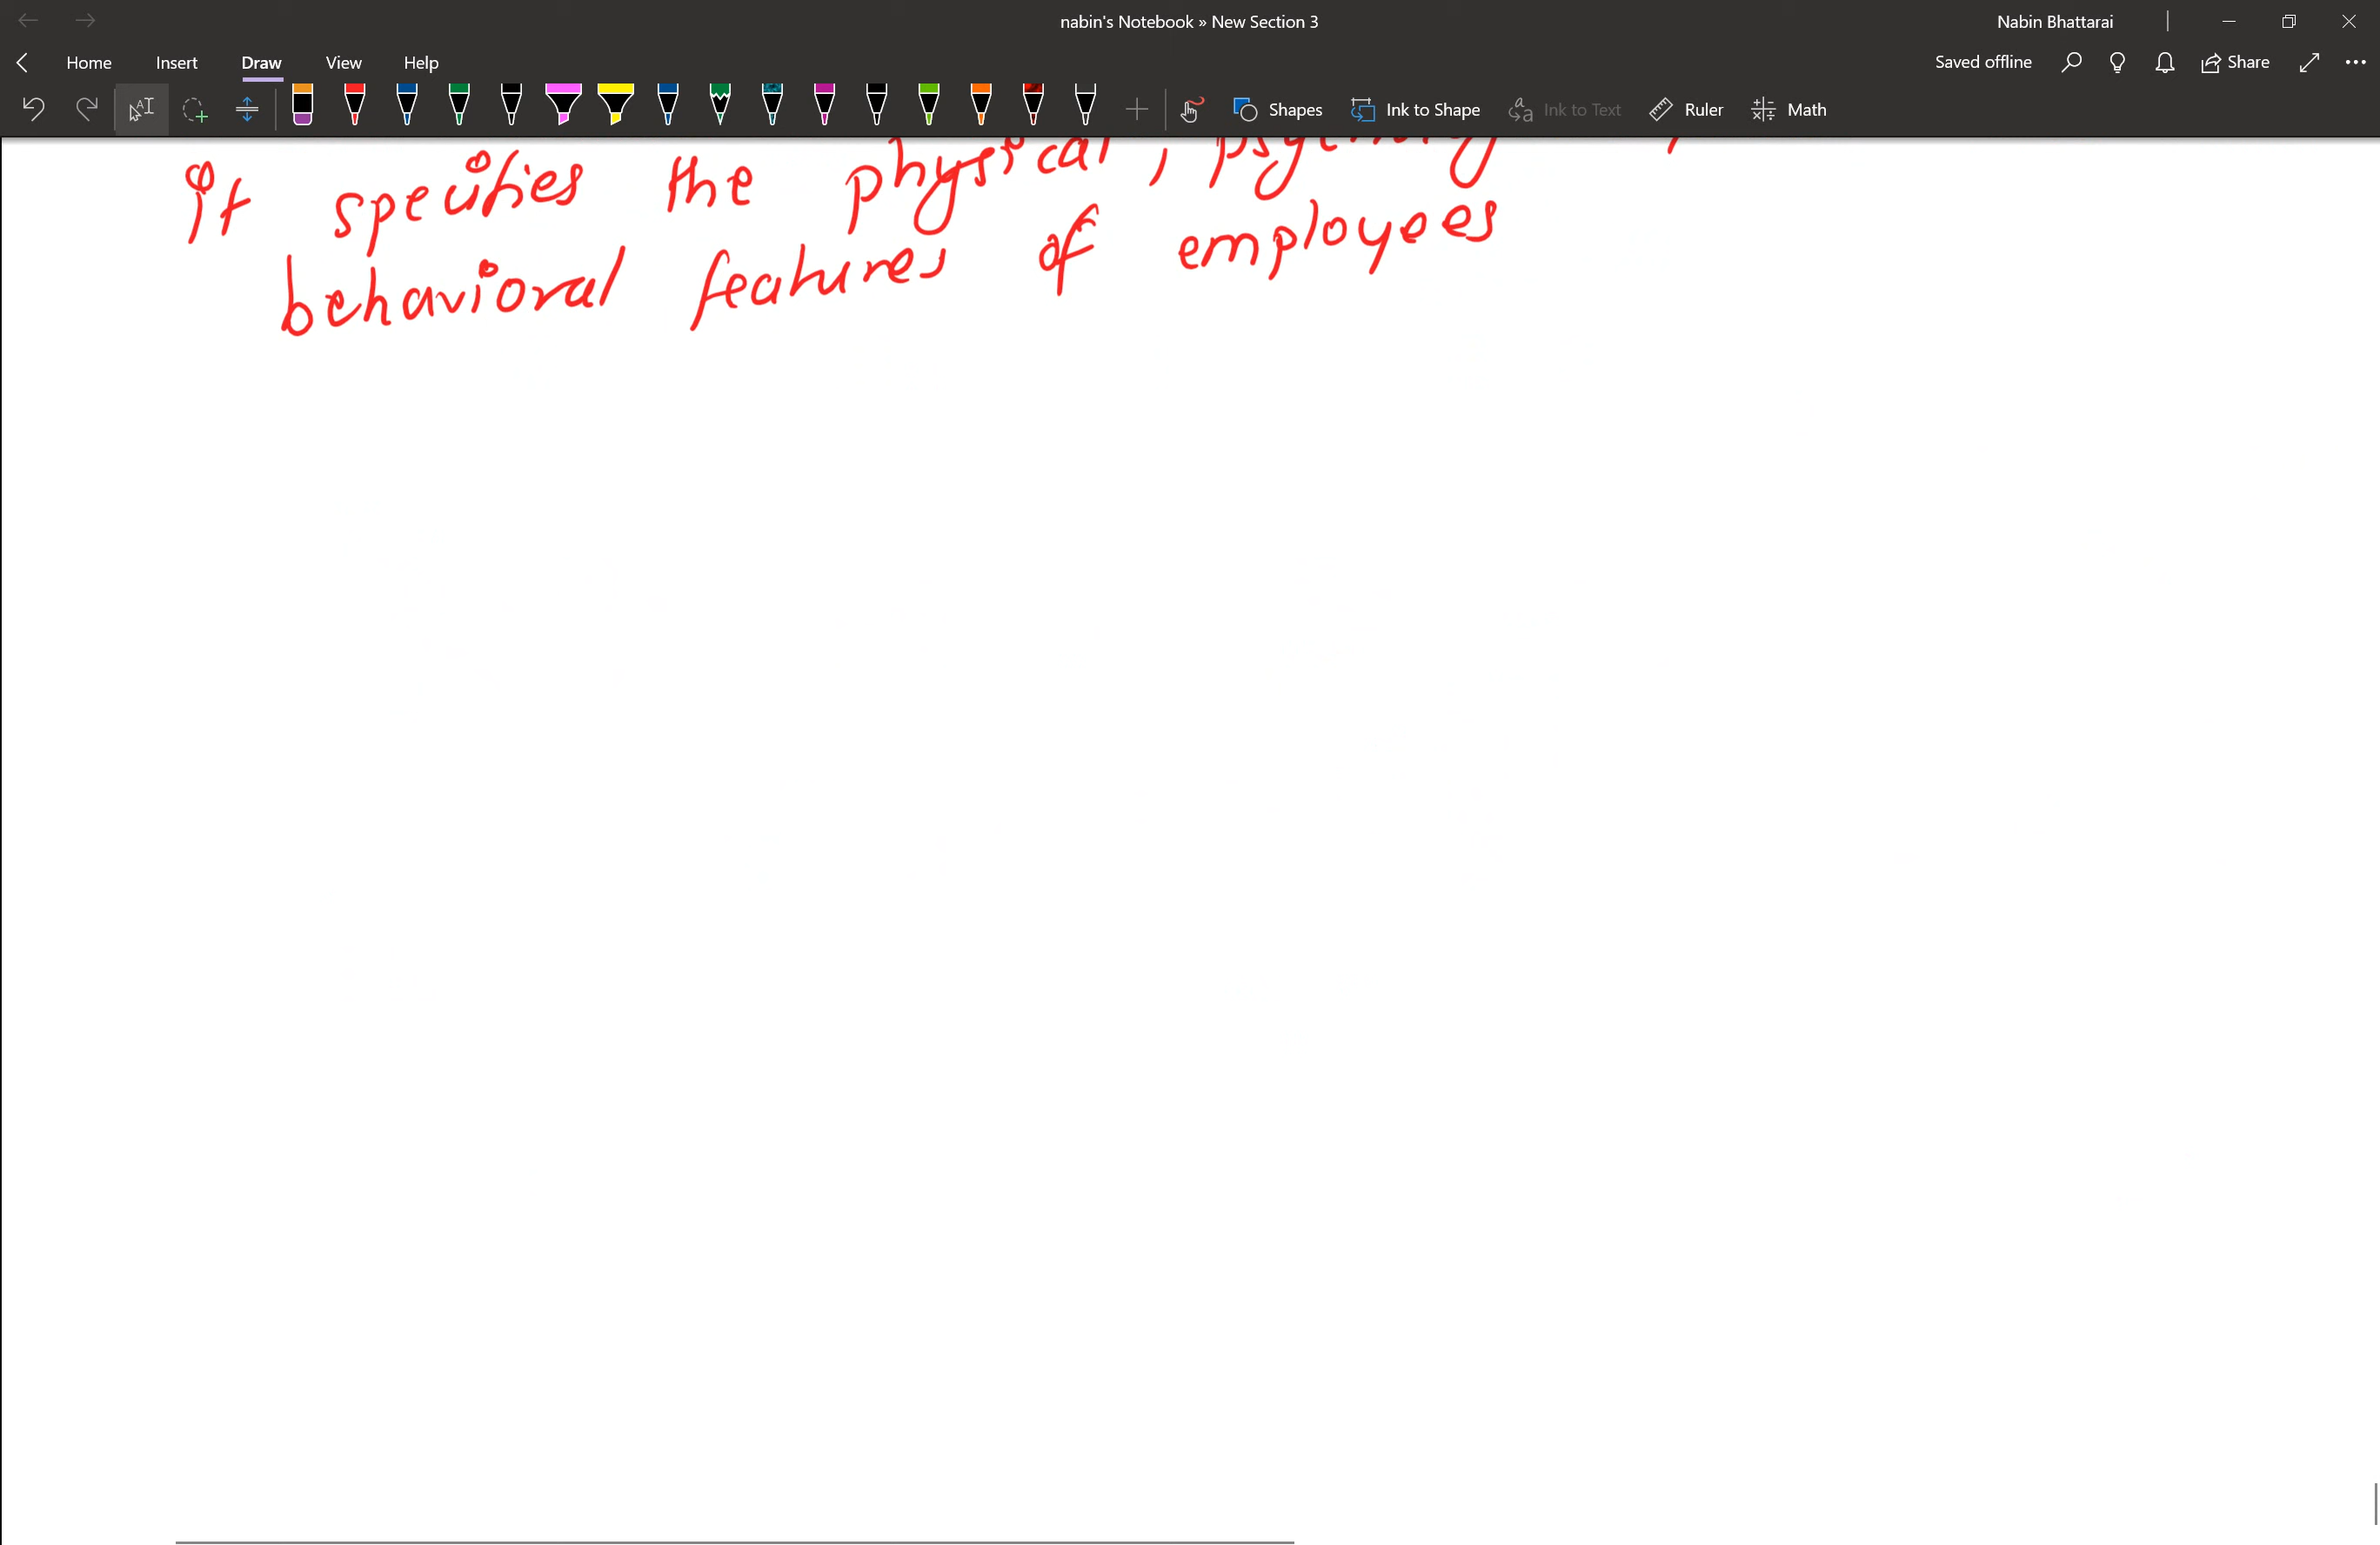 nabin's Notebook » New Section 3
Nabin Bhattarai
Home Insert Draw View Help
Saved offline
Share
Shapes Ink to Shape Ink to Text Ruler Math
it specifies the physical,
behavioral features of employees